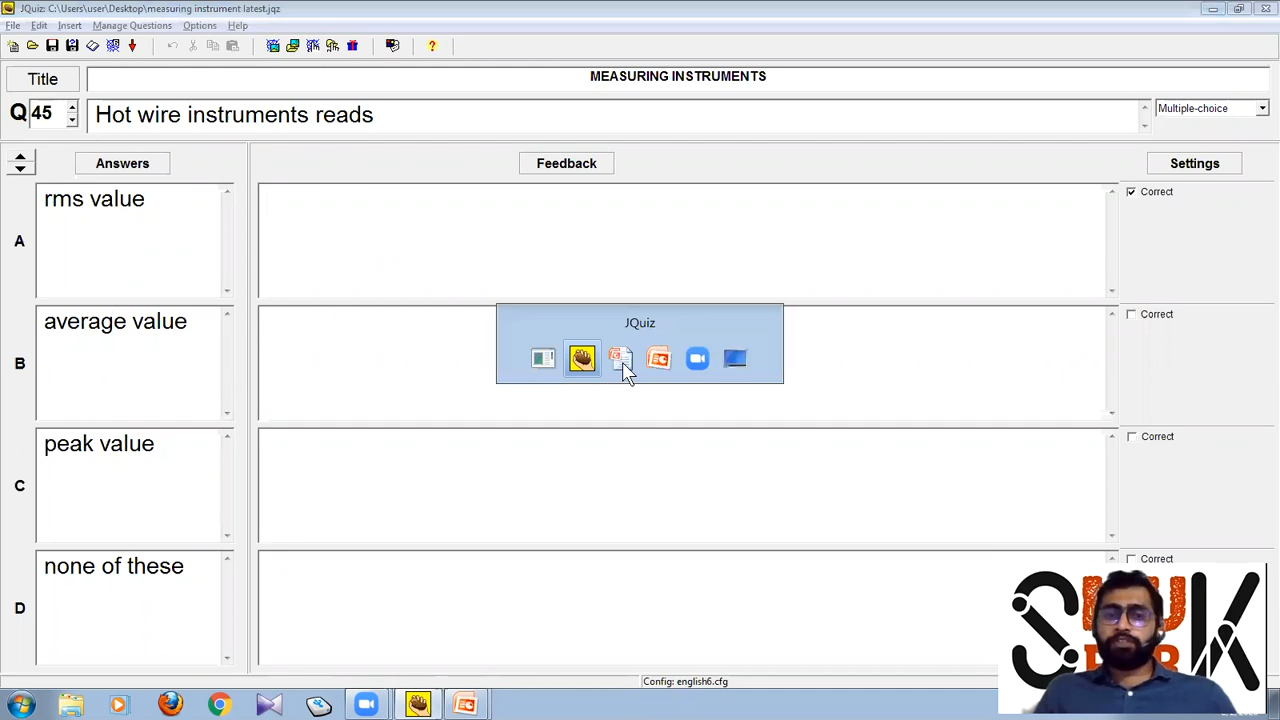 JQuiz: C:\Users\user\Desktop\measuring instrument latest.jqz
File Edit Insert Manage Questions Options Help
Title
MEASURING INSTRUMENTS
Q 45
Hot wire instruments reads
Multiple-choice
Answers
Feedback
Settings
A
rms value
Correct
B
average value
Correct
JQuiz
C
peak value
Correct
D
none of these
Correct
Config: english6.cfg